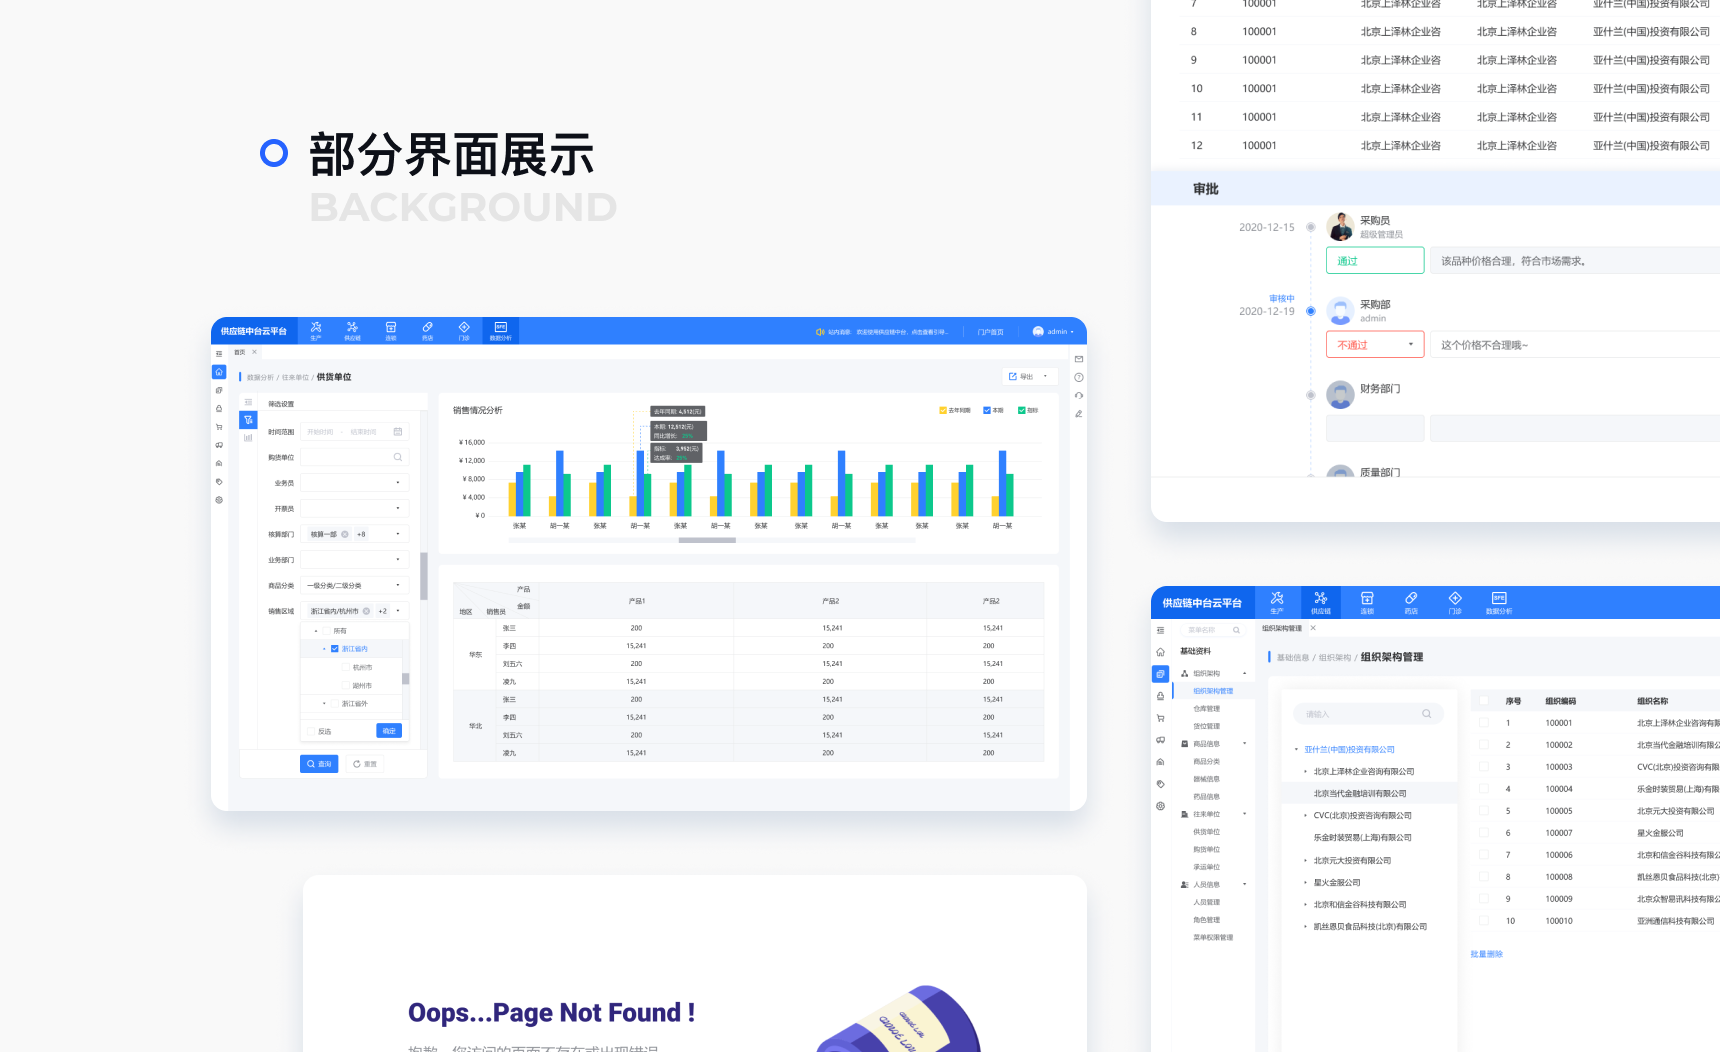 部分界面展示
BACKGROUND
供应链中台云平台
生产
供应链
连锁
药店
门诊
数据分析
站内消息: 欢迎使用供应链中台，点击查看引导...
门户首页
admin
首页
数据分析 / 往来单位 / 供货单位
导出
筛选设置
时间范围 开始时间 - 结束时间
购货单位
业务员
开票员
核算部门 核算一部 +8
业务部门
商品分类 一级分类/二级分类
销售区域 浙江省内/杭州市 +2
所有
浙江省内
杭州市
湖州市
浙江省外
反选 确定
查询 重置
销售情况分析
去年同期 本期 指标
去年同期: 4,512(元)
本期: 12,512(元)
同比增长: 20%
指标: 3,952(元)
达成率: 20%
¥ 16,000
¥ 12,000
¥ 8,000
¥ 4,000
¥ 0
张某 胡一某 张某 胡一某 张某 胡一某 张某 张某 胡一某 张某 张某 张某 胡一某
产品
金额
地区 销售员 产品1 产品2 产品2
华东
张三 200 15,241 15,241
李四 15,241 200 200
刘五六 200 15,241 15,241
凌九 15,241 200 200
华北
张三 200 15,241 15,241
李四 15,241 200 200
刘五六 200 15,241 15,241
凌九 15,241 200 200
Oops...Page Not Found !
抱歉，您访问的页面不存在或出现错误
7 100001 北京上泽林企业咨 北京上泽林企业咨 亚什兰(中国)投资有限公司
8 100001 北京上泽林企业咨 北京上泽林企业咨 亚什兰(中国)投资有限公司
9 100001 北京上泽林企业咨 北京上泽林企业咨 亚什兰(中国)投资有限公司
10 100001 北京上泽林企业咨 北京上泽林企业咨 亚什兰(中国)投资有限公司
11 100001 北京上泽林企业咨 北京上泽林企业咨 亚什兰(中国)投资有限公司
12 100001 北京上泽林企业咨 北京上泽林企业咨 亚什兰(中国)投资有限公司
审批
2020-12-15
采购员
超级管理员
通过 该品种价格合理，符合市场需求。
审核中
2020-12-19
采购部
admin
不通过 这个价格不合理哦~
财务部门
质量部门
供应链中台云平台
生产
供应链
连锁
药店
门诊
数据分析
菜单名称
组织架构管理
基础资料
组织架构
组织架构管理
仓库管理
货位管理
商品信息
商品分类
器械信息
药品信息
往来单位
供货单位
购货单位
承运单位
人员信息
人员管理
角色管理
菜单权限管理
基础信息 / 组织架构 / 组织架构管理
请输入
亚什兰(中国)投资有限公司
北京上泽林企业咨询有限公司
北京当代金融培训有限公司
CVC(北京)投资咨询有限公司
乐金时装贸易(上海)有限公司
北京元大投资有限公司
星火金服公司
北京和信金谷科技有限公司
凯丝恩贝食品科技(北京)有限公司
序号 组织编码 组织名称
1 100001 北京上泽林企业咨询有限
2 100002 北京当代金融培训有限公
3 100003 CVC(北京)投资咨询有限
4 100004 乐金时装贸易(上海)有限
5 100005 北京元大投资有限公司
6 100007 星火金服公司
7 100006 北京和信金谷科技有限公
8 100008 凯丝恩贝食品科技(北京)
9 100009 北京众智易讯科技有限公
10 100010 亚洲通信科技有限公司
批量删除